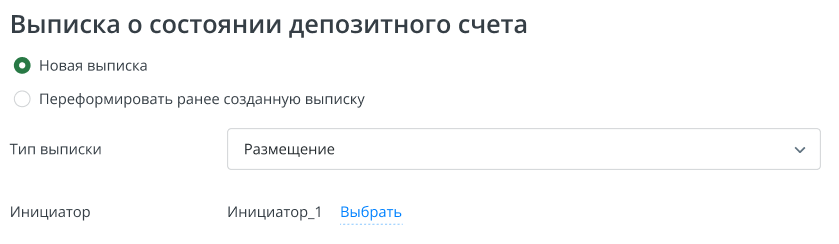 Выписка о состоянии депозитного счета
Новая выписка
Переформировать ранее созданную выписку
Тип выписки Размещение
Инициатор Инициатор_1 Выбрать